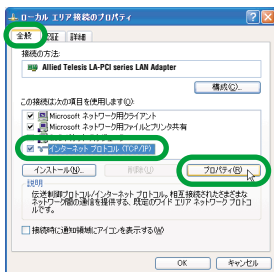 ローカル エリア接続のプロパティ
全般 認証 詳細
接続の方法:
Allied Telesis LA-PCI series LAN Adapter
構成(C)...
この接続は次の項目を使用します(O):
Microsoft ネットワーク用クライアント
Microsoft ネットワーク用ファイルとプリンタ共有
インターネット プロトコル (TCP/IP)
インストール(N)... 削除(U) プロパティ(R)
説明
伝送制御プロトコル/インターネット プロトコル。相互接続されたさまざまな
ネットワーク間の通信を提供する、既定のワイド エリア ネットワーク プロトコ
ルです。
接続時に通知領域にアイコンを表示する(W)
OK キャンセル